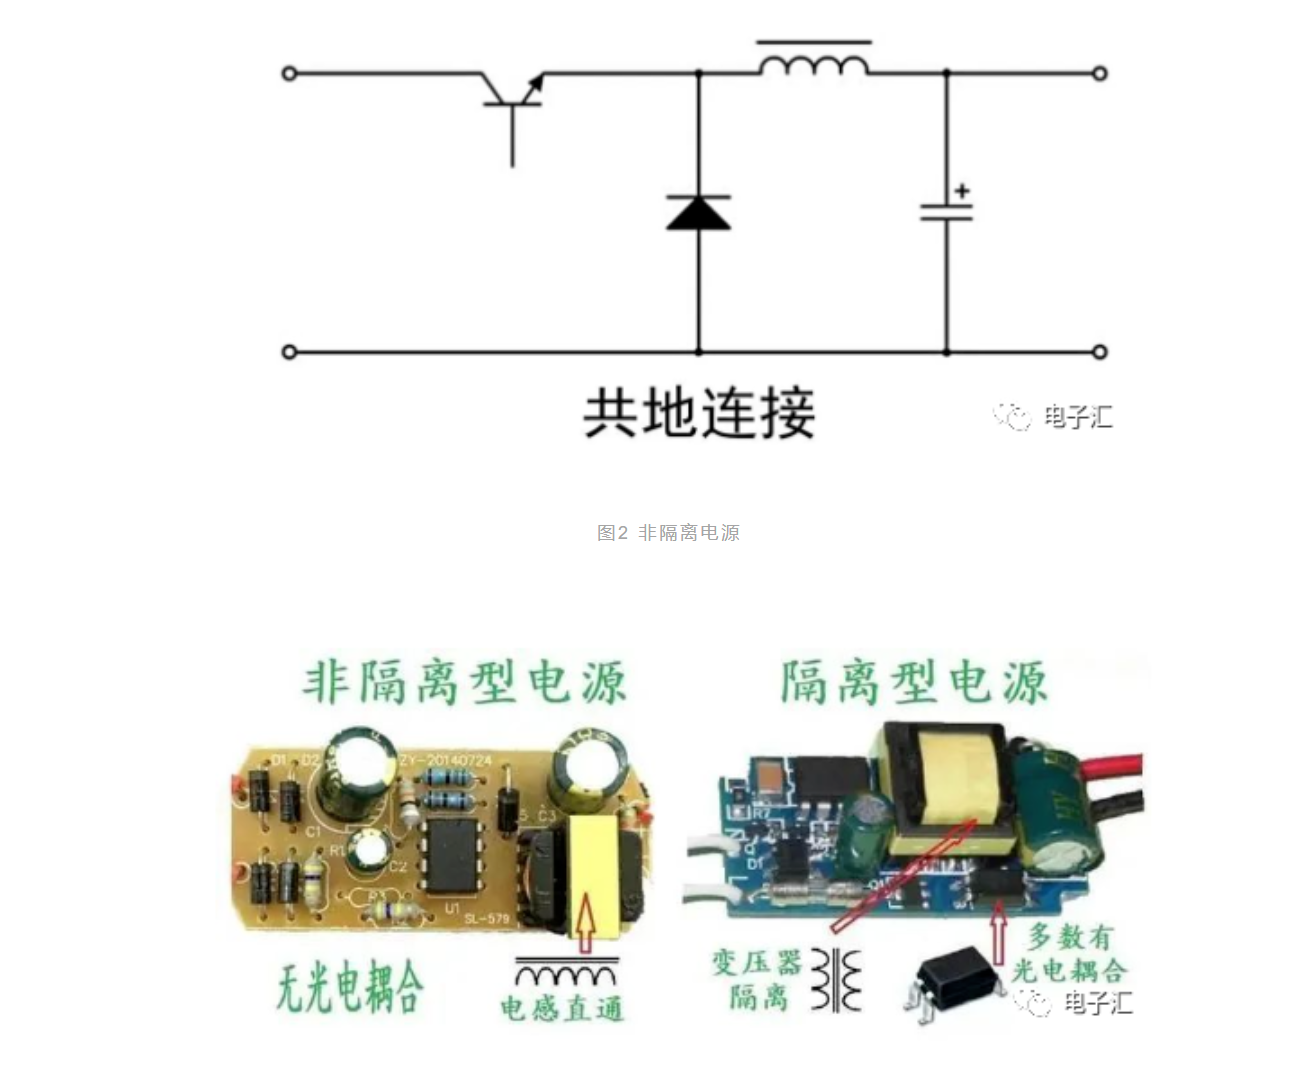 +
共地连接
电子汇
图2 非隔离电源
非隔离型电源
隔离型电源
D1 D2
ZY-20140724
C1
C3
R1
C2
R3
U1
SL-579
R7
D1
Q1
无光电耦合
电感直通
变压器
隔离
多数有
光电耦合
电子汇